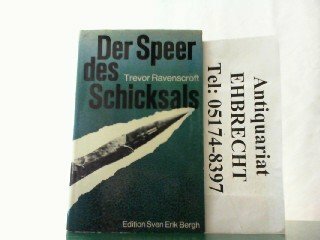 Der Speer
des
Trevor Ravenscroft
Schicksals
Edition Sven Erik Bergh
Antiquariat
EHBRECHT
Tel: 05174-8397